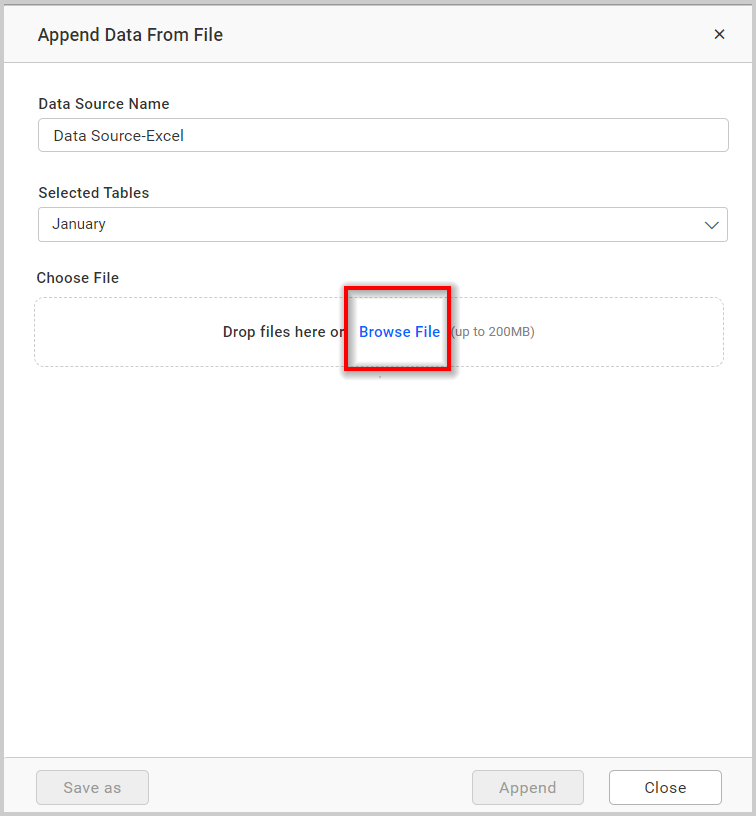 Append Data From File
Data Source Name
Data Source-Excel
Selected Tables
January
Choose File
Drop files here or Browse File (up to 200MB)
Save as Append Close